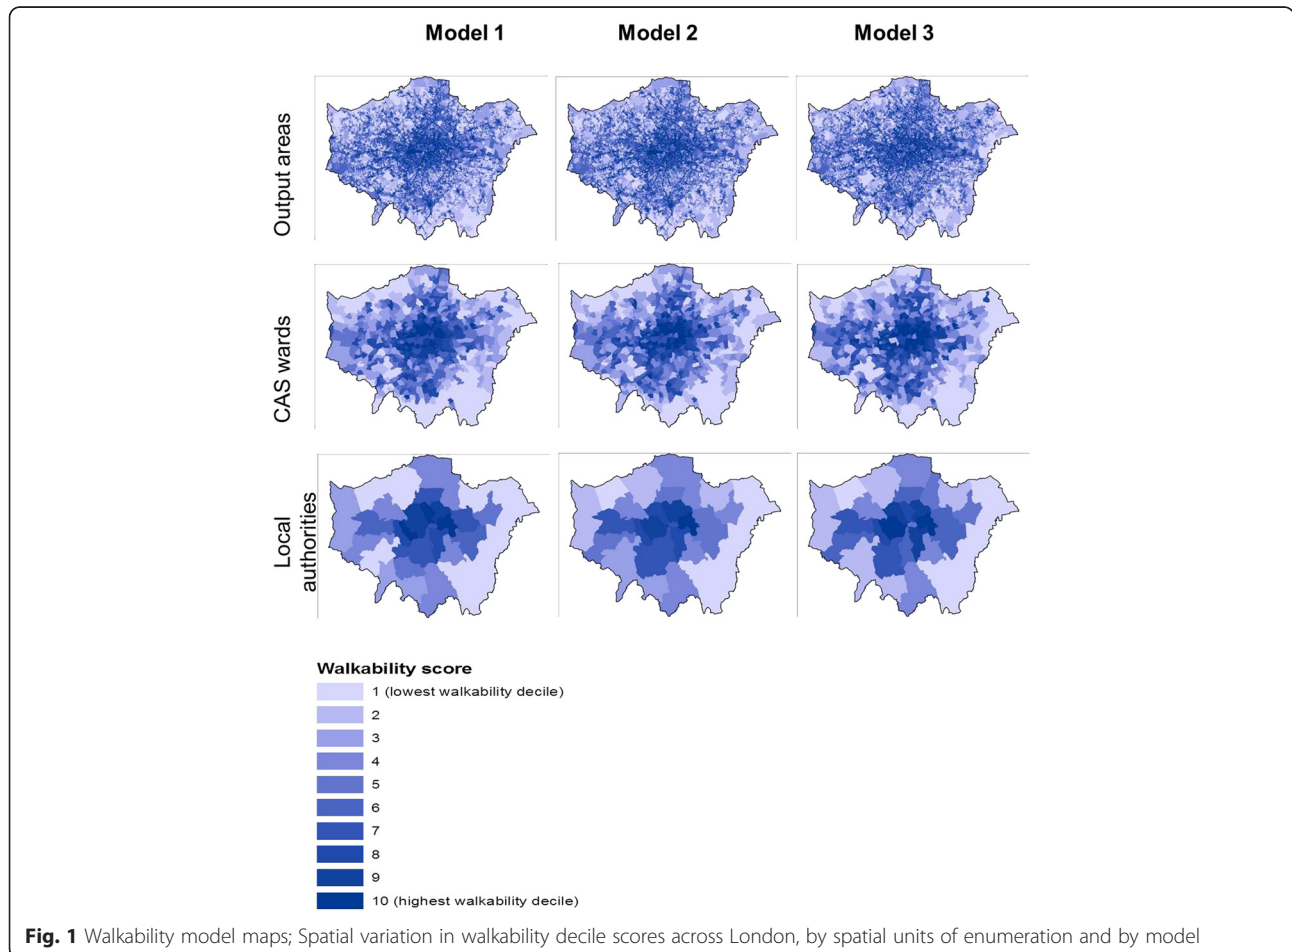 Model 1 Model 2 Model 3
Output areas
CAS wards
Local
authorities
Walkability score
1 (lowest walkability decile)
2
3
4
5
6
7
8
9
10 (highest walkability decile)
Fig. 1 Walkability model maps; Spatial variation in walkability decile scores across London, by spatial units of enumeration and by model